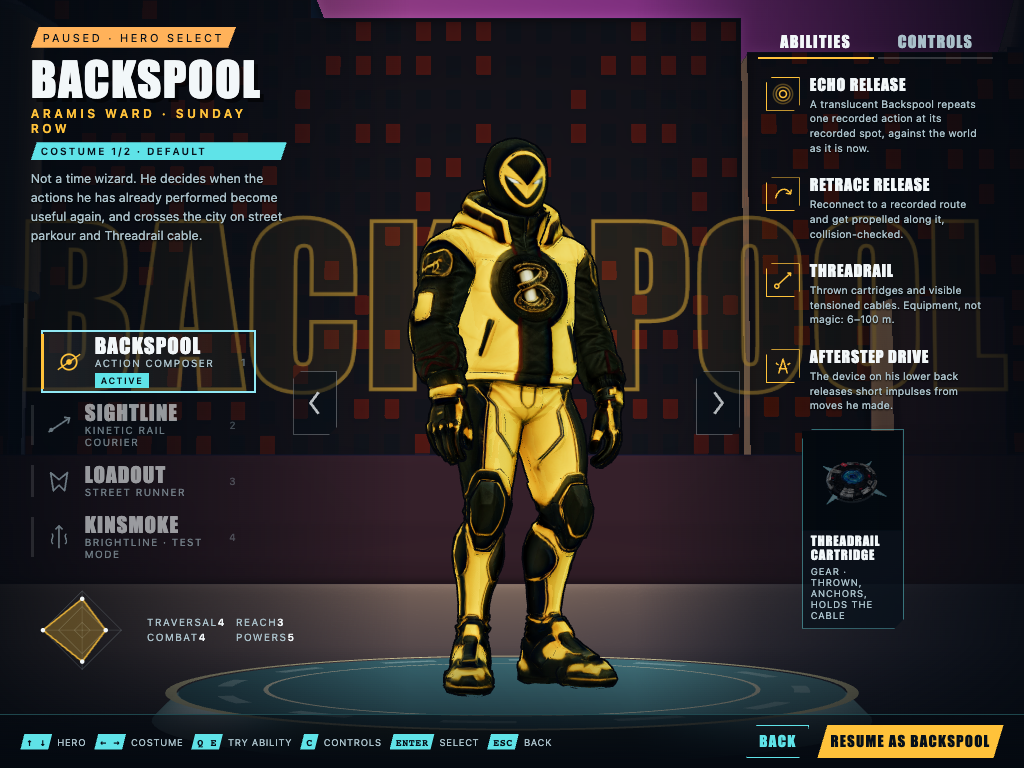 PAUSED · HERO SELECT
BACKSPOOL
ARAMIS WARD · SUNDAY
ROW
COSTUME 1/2 · DEFAULT
Not a time wizard. He decides when the
actions he has already performed become
useful again, and crosses the city on street
parkour and Threadrail cable.
BACKSPOOL
ACTION COMPOSER
1
ACTIVE
SIGHTLINE
KINETIC RAIL
COURIER
2
LOADOUT
STREET RUNNER
3
KINSMOKE
BRIGHTLINE · TEST
MODE
4
TRAVERSAL4 REACH3
COMBAT4 POWERS5
ABILITIES CONTROLS
ECHO RELEASE
A translucent Backspool repeats
one recorded action at its
recorded spot, against the world
as it is now.
RETRACE RELEASE
Reconnect to a recorded route
and get propelled along it,
collision-checked.
THREADRAIL
Thrown cartridges and visible
tensioned cables. Equipment, not
magic: 6–100 m.
AFTERSTEP DRIVE
The device on his lower back
releases short impulses from
moves he made.
THREADRAIL
CARTRIDGE
GEAR ·
THROWN,
ANCHORS,
HOLDS THE
CABLE
↑ ↓ HERO ← → COSTUME Q E TRY ABILITY C CONTROLS ENTER SELECT ESC BACK
BACK
RESUME AS BACKSPOOL